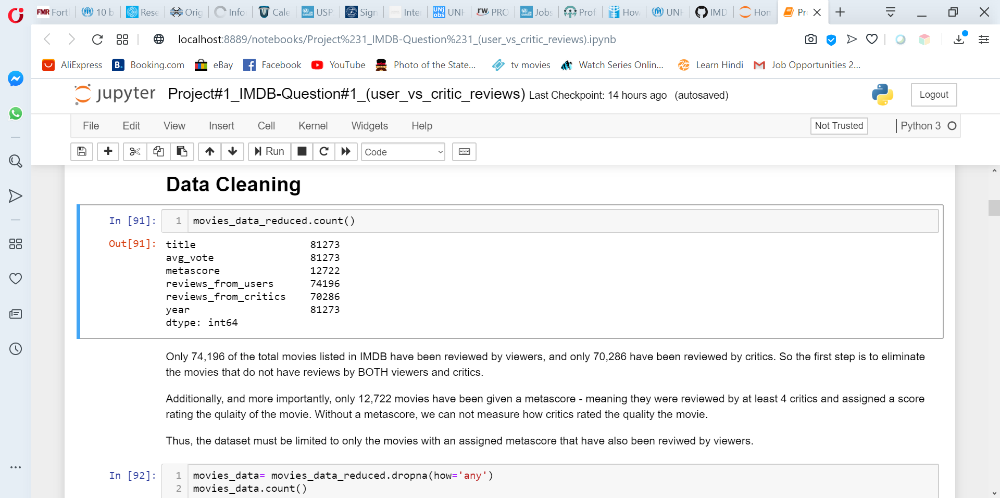 FMR Fortl
10 b
Rese
Orig
Infor
Cale
USP
Sign
Inte
UNj obs UNH
rw PRO
Jobs
Prof
How
UNH
IMD
Hon
Pr
localhost:8889/notebooks/Project%231_IMDB-Question%231_(user_vs_critic_reviews).ipynb
AliExpress
B. Booking.com
eBay
Facebook
YouTube
Photo of the State...
tv movies
Watch Series Onlin...
Learn Hindi
Job Opportunities 2...
jupyter Project#1_IMDB-Question#1_(user_vs_critic_reviews) Last Checkpoint: 14 hours ago (autosaved)
Logout
File Edit View Insert Cell Kernel Widgets Help
Not Trusted
Python 3
Run
Code
Data Cleaning
In [91]: 1 movies_data_reduced.count()
Out[91]: title 81273
avg_vote 81273
metascore 12722
reviews_from_users 74196
reviews_from_critics 70286
year 81273
dtype: int64
Only 74,196 of the total movies listed in IMDB have been reviewed by viewers, and only 70,286 have been reviewed by critics. So the first step is to eliminate
the movies that do not have reviews by BOTH viewers and critics.
Additionally, and more importantly, only 12,722 movies have been given a metascore - meaning they were reviewed by at least 4 critics and assigned a score
rating the qulaity of the movie. Without a metascore, we can not measure how critics rated the quality the movie.
Thus, the dataset must be limited to only the movies with an assigned metascore that have also been reviwed by viewers.
In [92]: 1 movies_data= movies_data_reduced.dropna(how='any')
2 movies_data.count()